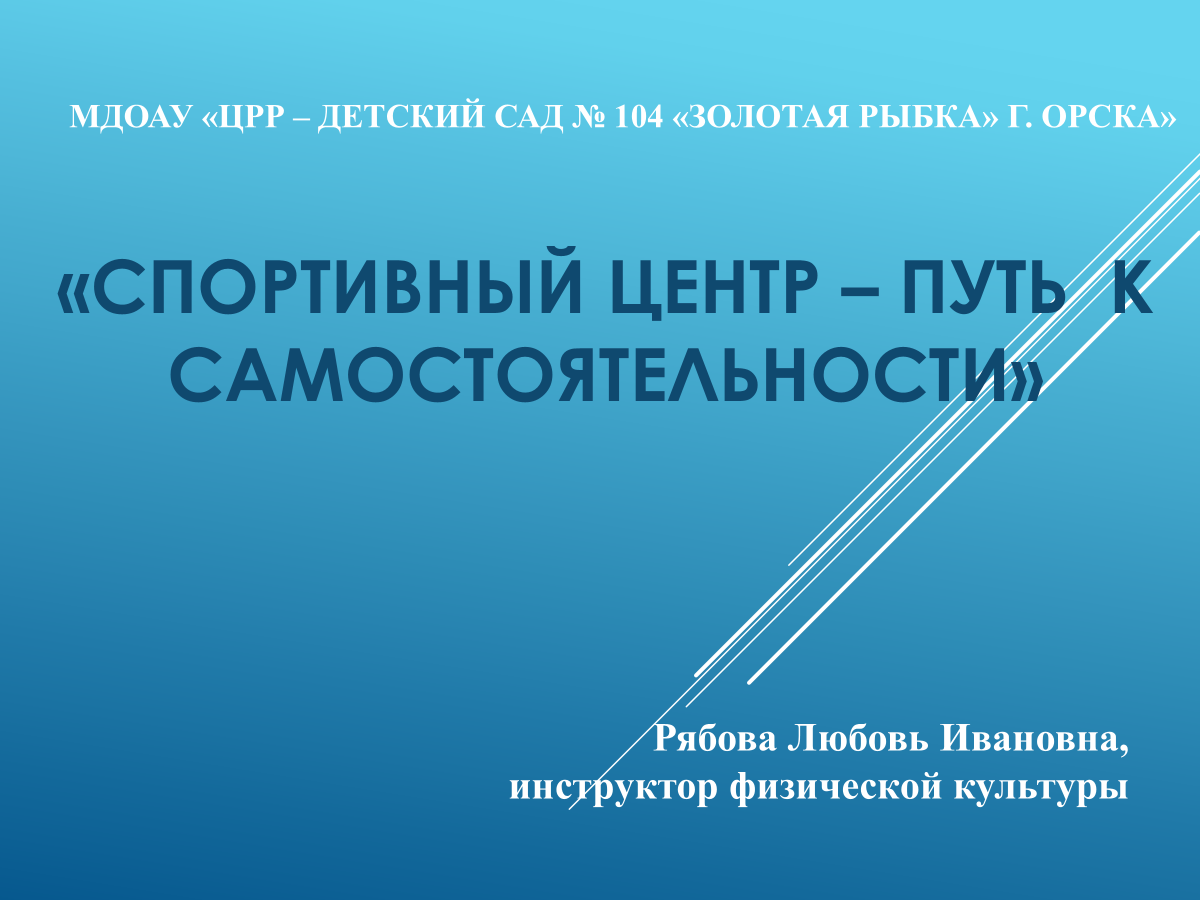 МДОАУ «ЦРР – ДЕТСКИЙ САД № 104 «ЗОЛОТАЯ РЫБКА» Г. ОРСКА»
«СПОРТИВНЫЙ ЦЕНТР – ПУТЬ К
САМОСТОЯТЕЛЬНОСТИ»
Рябова Любовь Ивановна,
инструктор физической культуры